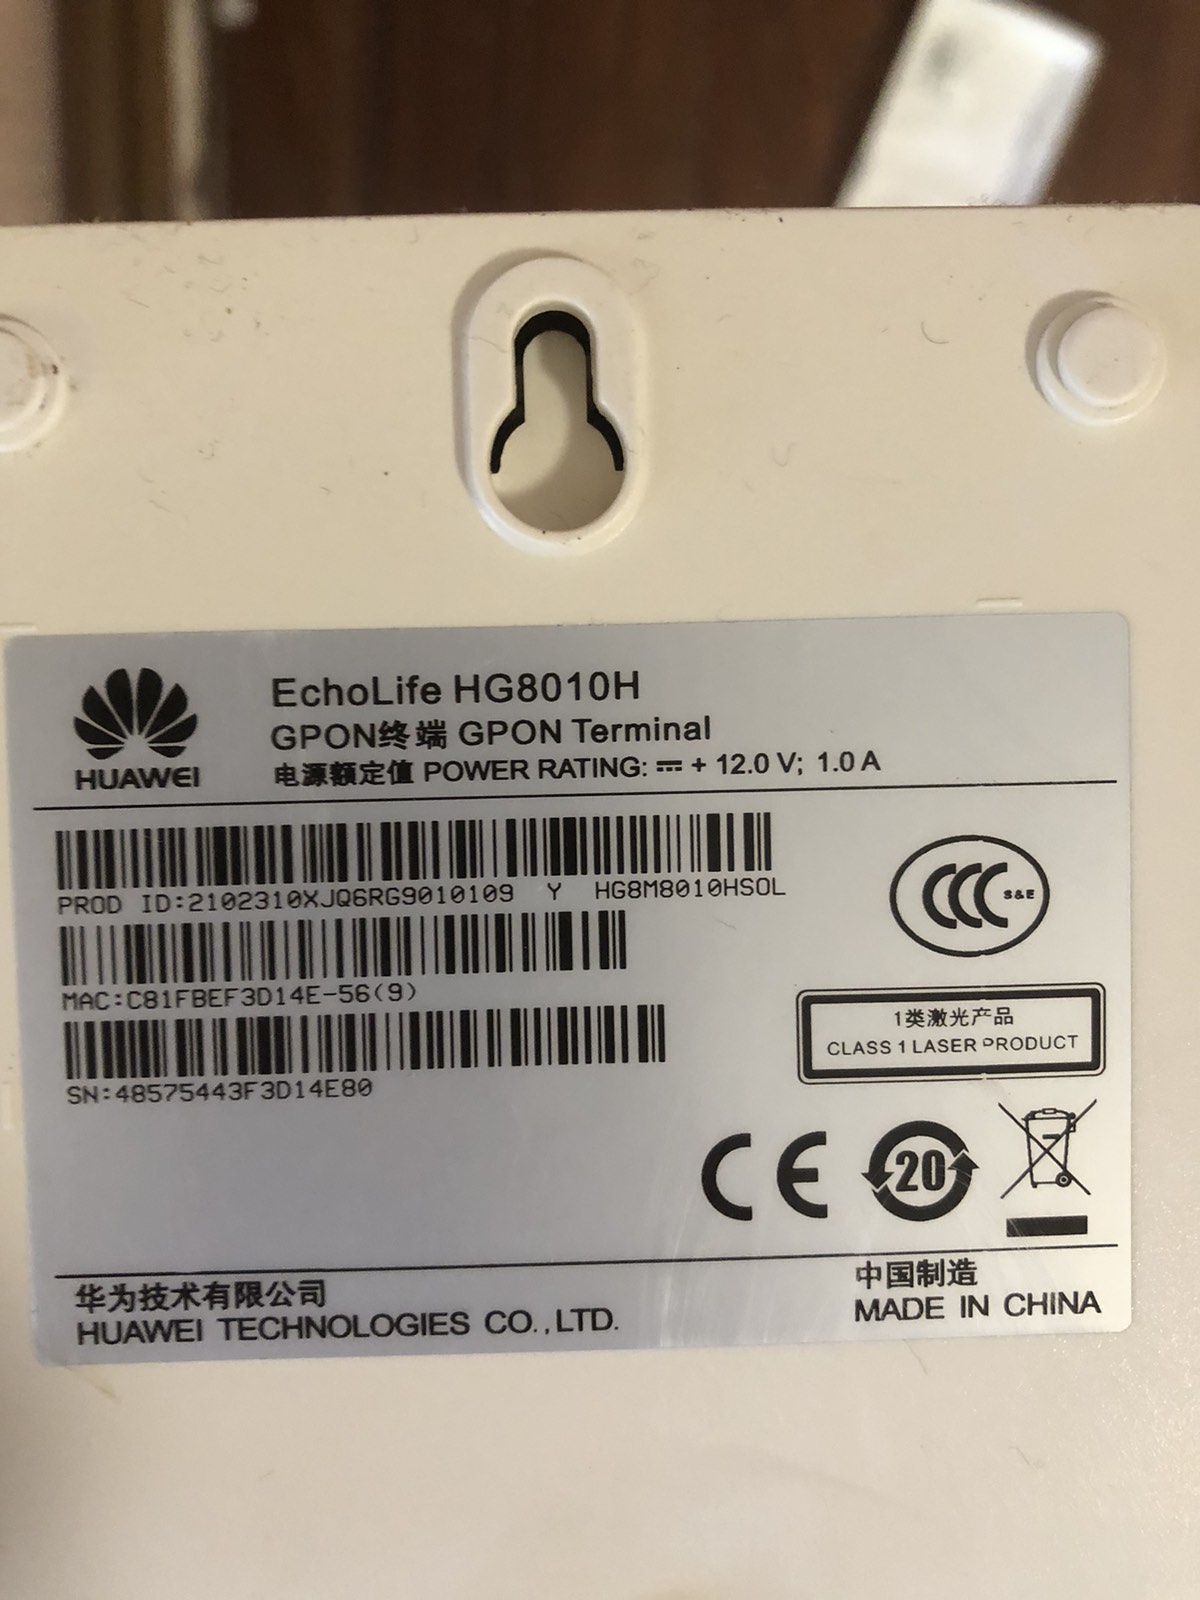 HUAWEI
EchoLife HG8010H
GPON终端 GPON Terminal
电源额定值 POWER RATING: ⎓ + 12.0 V; 1.0 A
PROD ID:2102310XJQ6RG9010109 Y HG8M8010HSOL
MAC:C81FBEF3D14E-56(9)
SN:48575443F3D14E80
CCC S&E
1类激光产品
CLASS 1 LASER PRODUCT
CE
20
华为技术有限公司
HUAWEI TECHNOLOGIES CO.,LTD.
中国制造
MADE IN CHINA